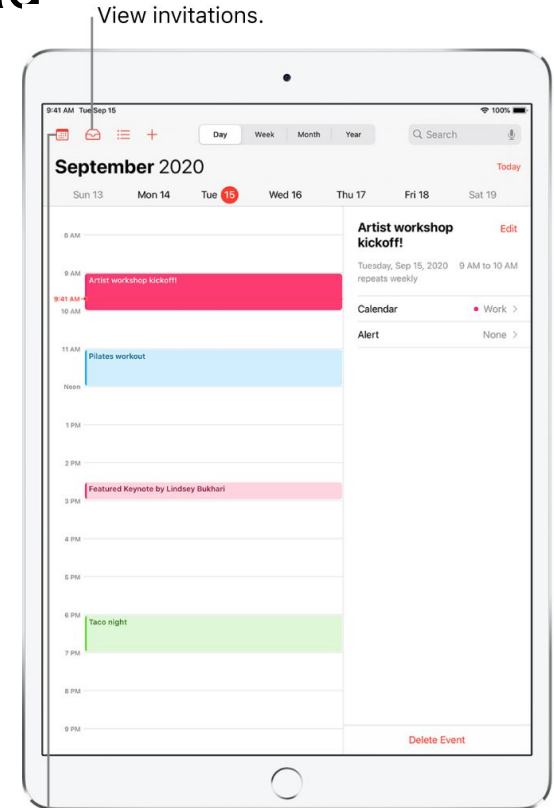 View invitations.
9:41 AM Tue Sep 15
100%
Day Week Month Year
Search
September 2020
Today
Sun 13 Mon 14 Tue 15 Wed 16 Thu 17 Fri 18 Sat 19
8 AM
9 AM
Artist workshop kickoff!
9:41 AM
10 AM
11 AM
Pilates workout
Noon
1 PM
2 PM
Featured Keynote by Lindsey Bukhari
3 PM
4 PM
5 PM
6 PM
Taco night
7 PM
8 PM
9 PM
Artist workshop
kickoff!
Edit
Tuesday, Sep 15, 2020 9 AM to 10 AM
repeats weekly
Calendar Work
Alert None
Delete Event